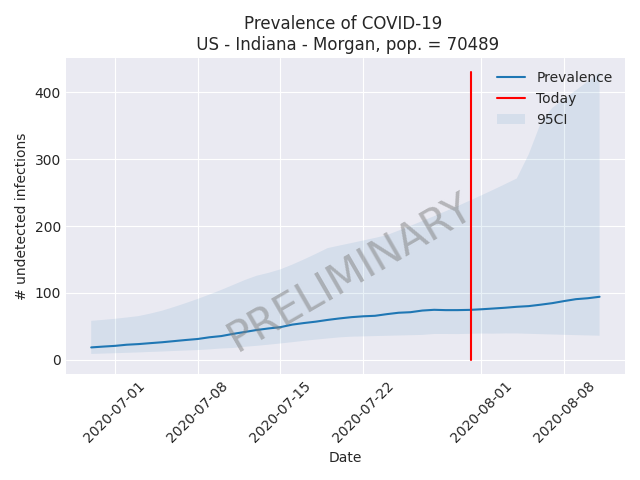 Prevalence of COVID-19
US - Indiana - Morgan, pop. = 70489
# undetected infections
400
300
200
100
0
Prevalence
Today
95CI
PRELIMINARY
2020-07-01
2020-07-08
2020-07-15
2020-07-22
2020-08-01
2020-08-08
Date